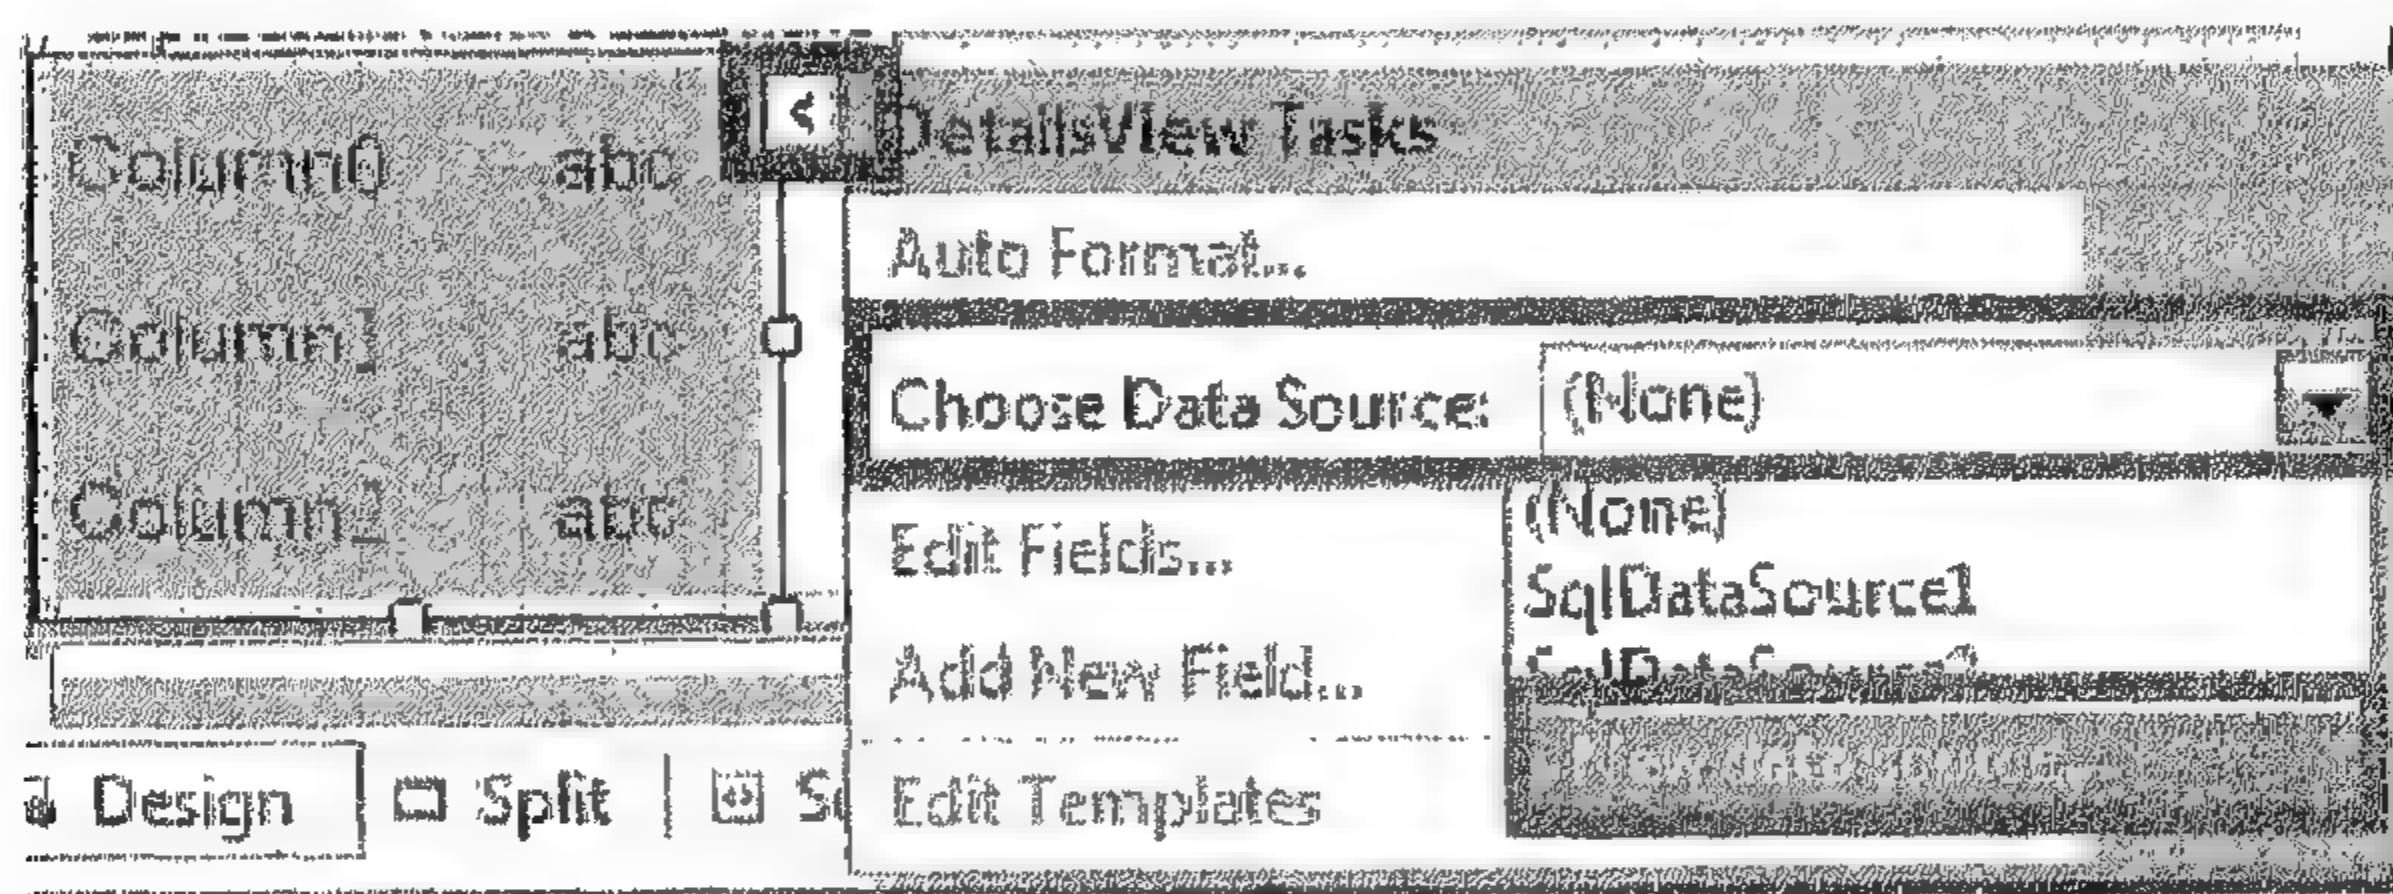 Column0 abc
Column1 abc
Column2 abc
DetailsView Tasks
Auto Format...
Choose Data Source: (None)
(None)
SqlDataSource1
SqlDataSource2
Edit Fields...
Add New Field...
Edit Templates
Design Split